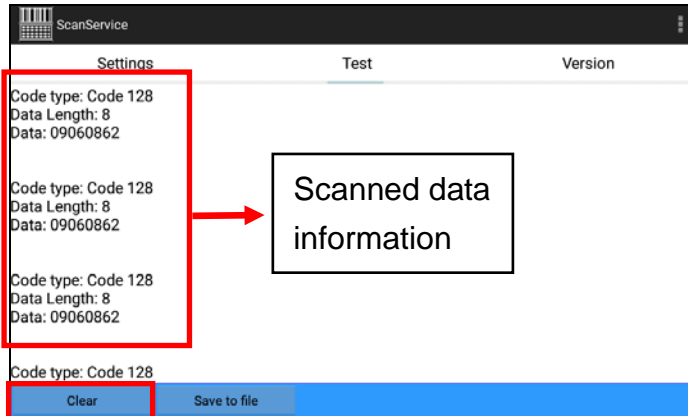 ScanService
Settings Test Version
Code type: Code 128
Data Length: 8
Data: 09060862
Code type: Code 128
Data Length: 8
Data: 09060862
Code type: Code 128
Data Length: 8
Data: 09060862
Code type: Code 128
Scanned data
information
Clear Save to file